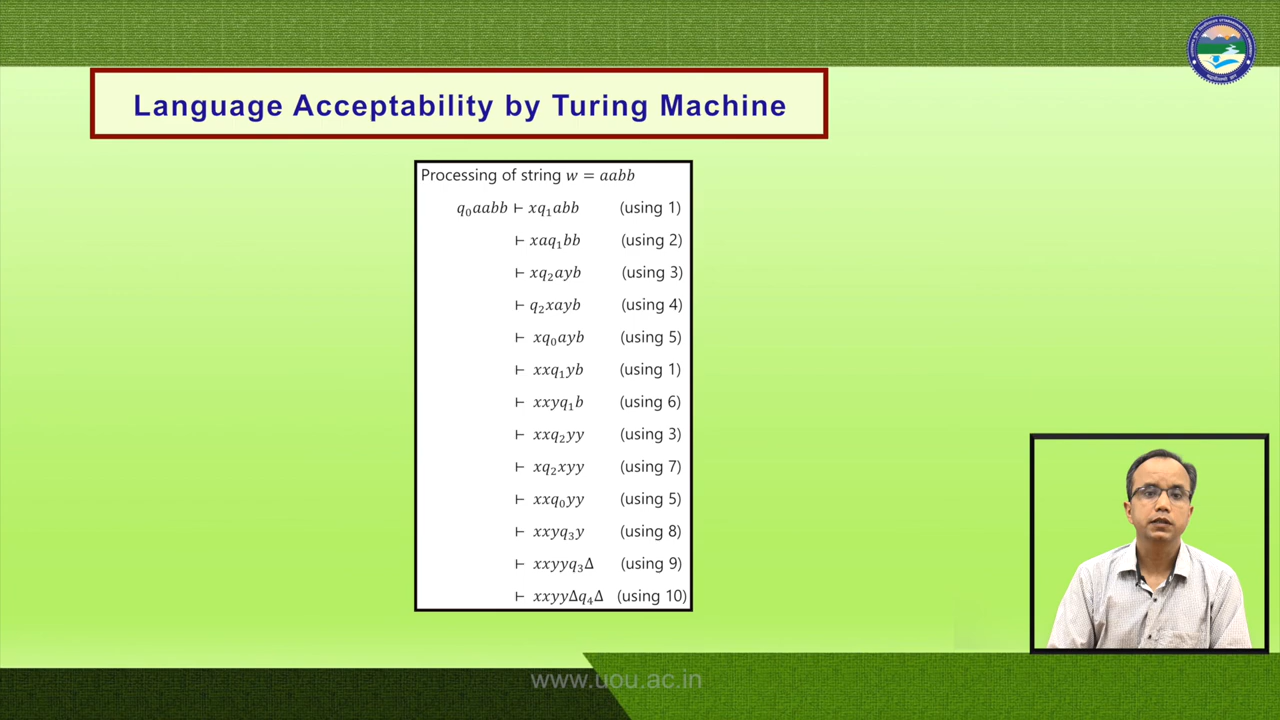 Language Acceptability by Turing Machine
Processing of string w = aabb
q₀aabb ⊢ xq₁abb (using 1)
⊢ xaq₁bb (using 2)
⊢ xq₂ayb (using 3)
⊢ q₂xayb (using 4)
⊢ xq₀ayb (using 5)
⊢ xxq₁yb (using 1)
⊢ xxyq₁b (using 6)
⊢ xxq₂yy (using 3)
⊢ xq₂xyy (using 7)
⊢ xxq₀yy (using 5)
⊢ xxyq₃y (using 8)
⊢ xxyyq₃Δ (using 9)
⊢ xxyyΔq₄Δ (using 10)
www.uou.ac.in